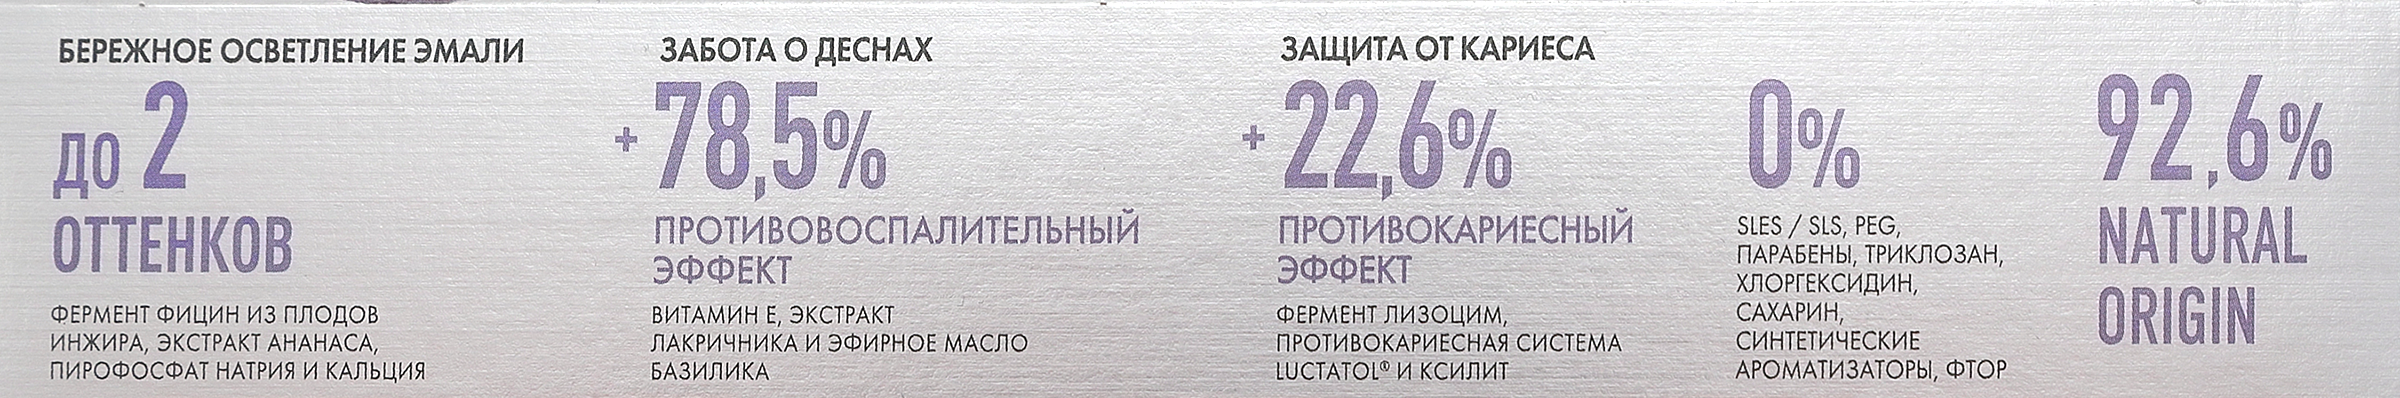 БЕРЕЖНОЕ ОСВЕТЛЕНИЕ ЭМАЛИ
ДО 2
ОТТЕНКОВ
ФЕРМЕНТ ФИЦИН ИЗ ПЛОДОВ
ИНЖИРА, ЭКСТРАКТ АНАНАСА,
ПИРОФОСФАТ НАТРИЯ И КАЛЬЦИЯ
ЗАБОТА О ДЕСНАХ
+78,5%
ПРОТИВОВОСПАЛИТЕЛЬНЫЙ
ЭФФЕКТ
ВИТАМИН Е, ЭКСТРАКТ
ЛАКРИЧНИКА И ЭФИРНОЕ МАСЛО
БАЗИЛИКА
ЗАЩИТА ОТ КАРИЕСА
+22,6%
ПРОТИВОКАРИЕСНЫЙ
ЭФФЕКТ
ФЕРМЕНТ ЛИЗОЦИМ,
ПРОТИВОКАРИЕСНАЯ СИСТЕМА
LUCTATOL® И КСИЛИТ
0%
SLES / SLS, PEG,
ПАРАБЕНЫ, ТРИКЛОЗАН,
ХЛОРГЕКСИДИН,
САХАРИН,
СИНТЕТИЧЕСКИЕ
АРОМАТИЗАТОРЫ, ФТОР
92,6%
NATURAL
ORIGIN